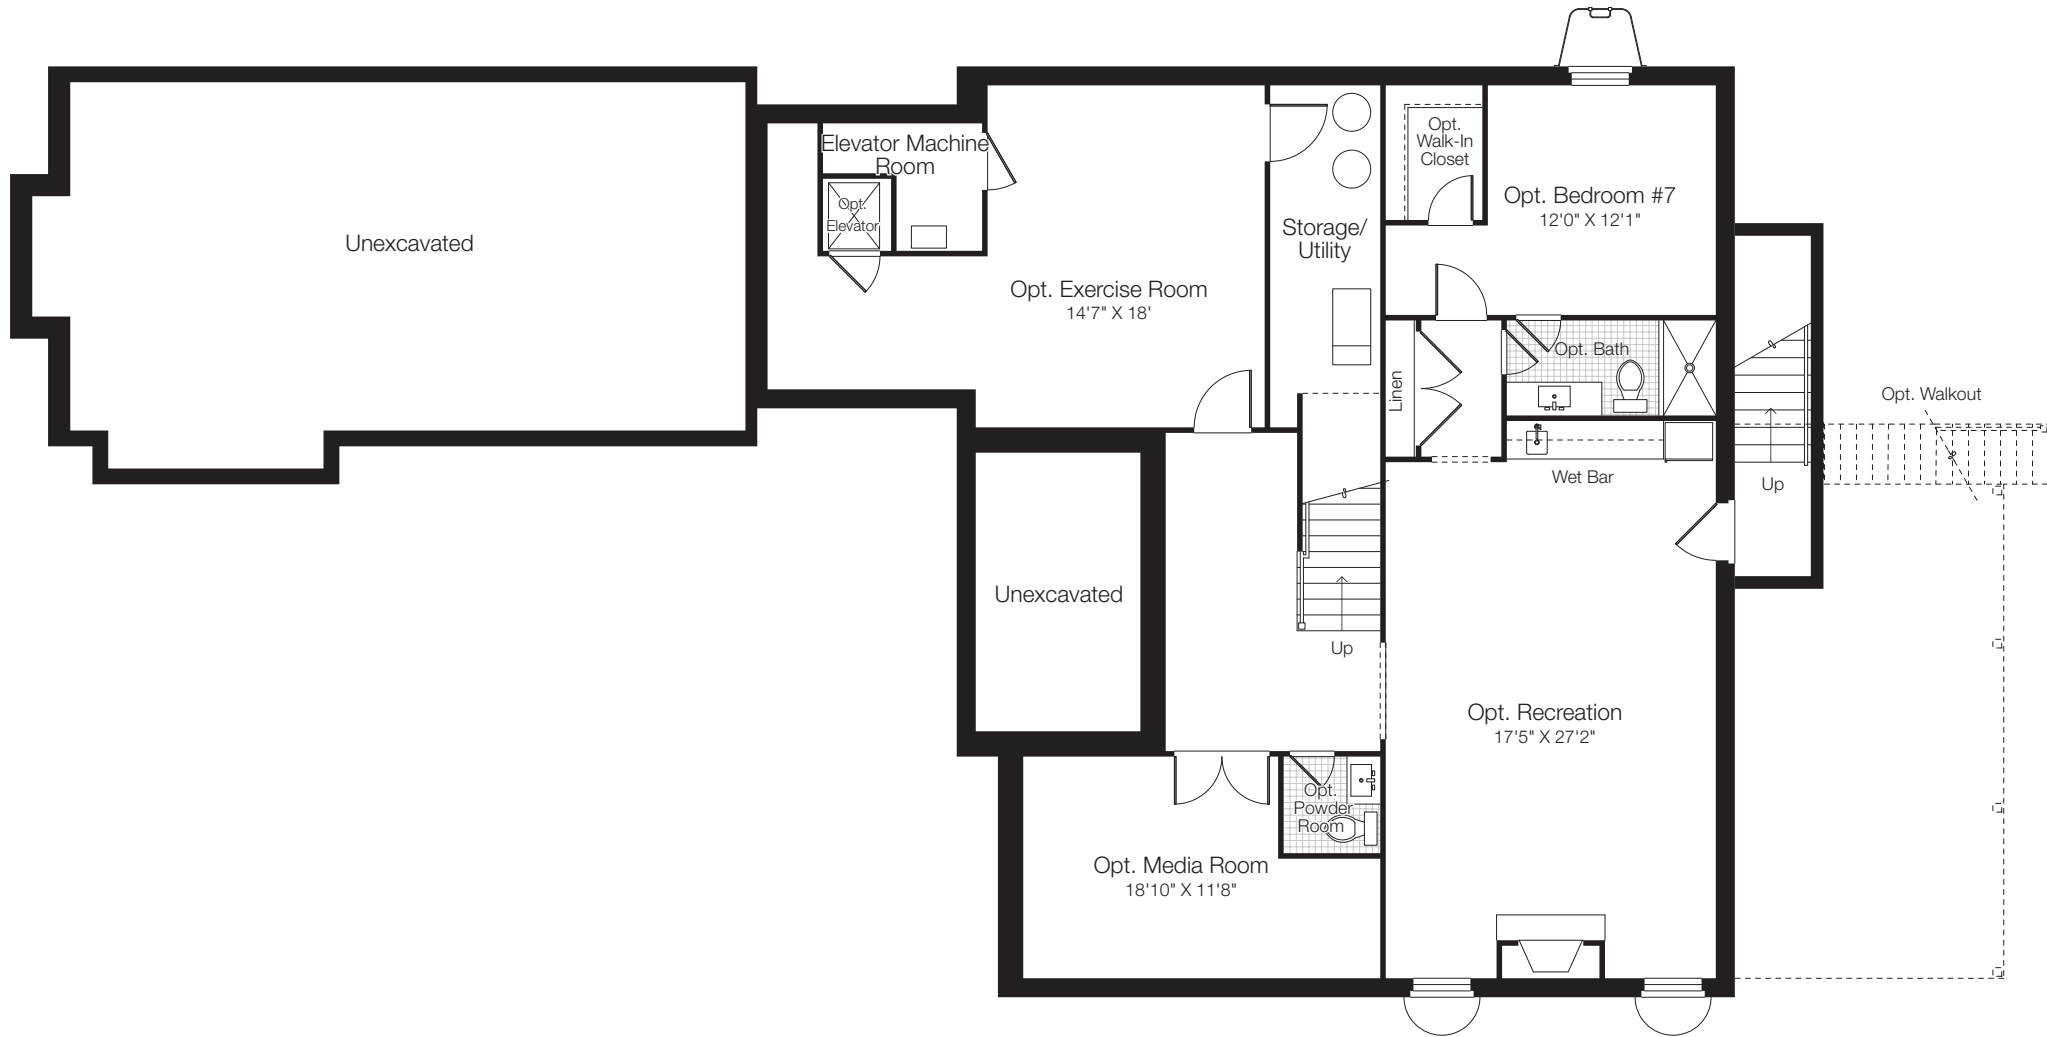 Unexcavated
Elevator Machine
Room
Opt.
Elevator
Opt. Exercise Room
14'7" X 18'
Storage/
Utility
Opt.
Walk-In
Closet
Opt. Bedroom #7
12'0" X 12'1"
Linen
Opt. Bath
Wet Bar
Up
Opt. Walkout
Unexcavated
Up
Opt. Recreation
17'5" X 27'2"
Opt.
Powder
Room
Opt. Media Room
18'10" X 11'8"